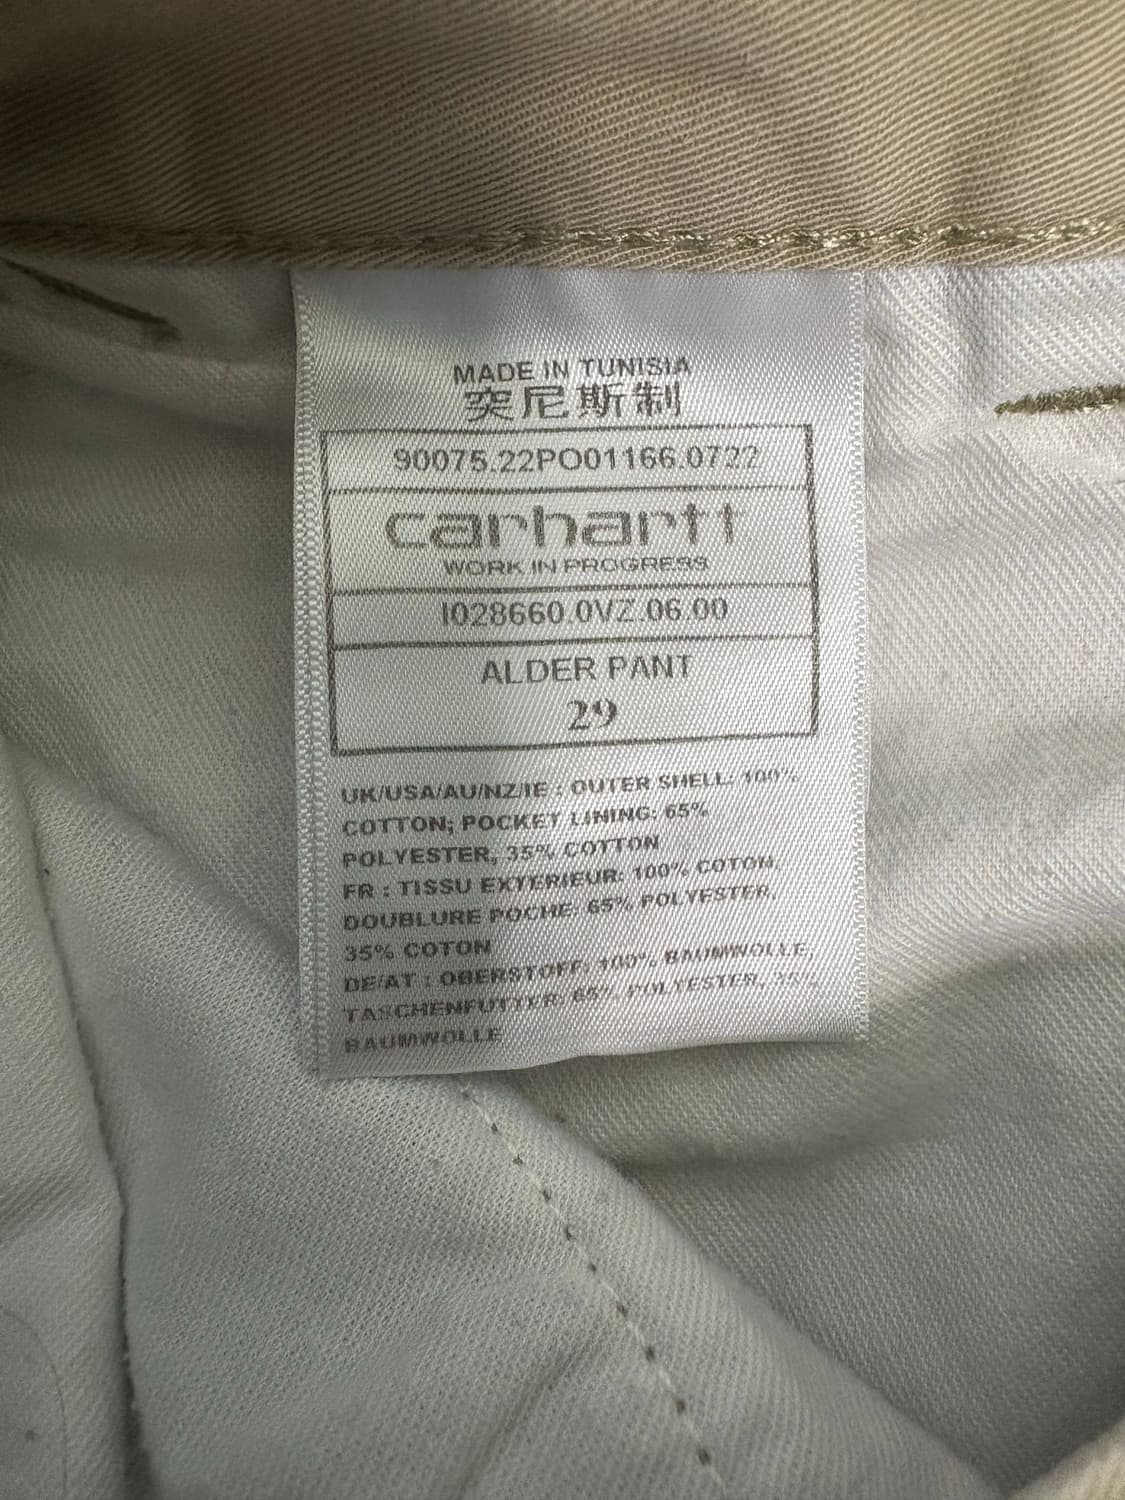 MADE IN TUNISIA
突尼斯制
90075.22PO01166.0722
carhartt
WORK IN PROGRESS
I028660.0VZ.06.00
ALDER PANT
29
UK/USA/AU/NZ/IE : OUTER SHELL: 100%
COTTON; POCKET LINING: 65%
POLYESTER, 35% COTTON
FR : TISSU EXTERIEUR: 100% COTON,
DOUBLURE POCHE: 65% POLYESTER,
35% COTON
DE/AT : OBERSTOFF: 100% BAUMWOLLE,
TASCHENFUTTER: 65% POLYESTER, 35%
BAUMWOLLE